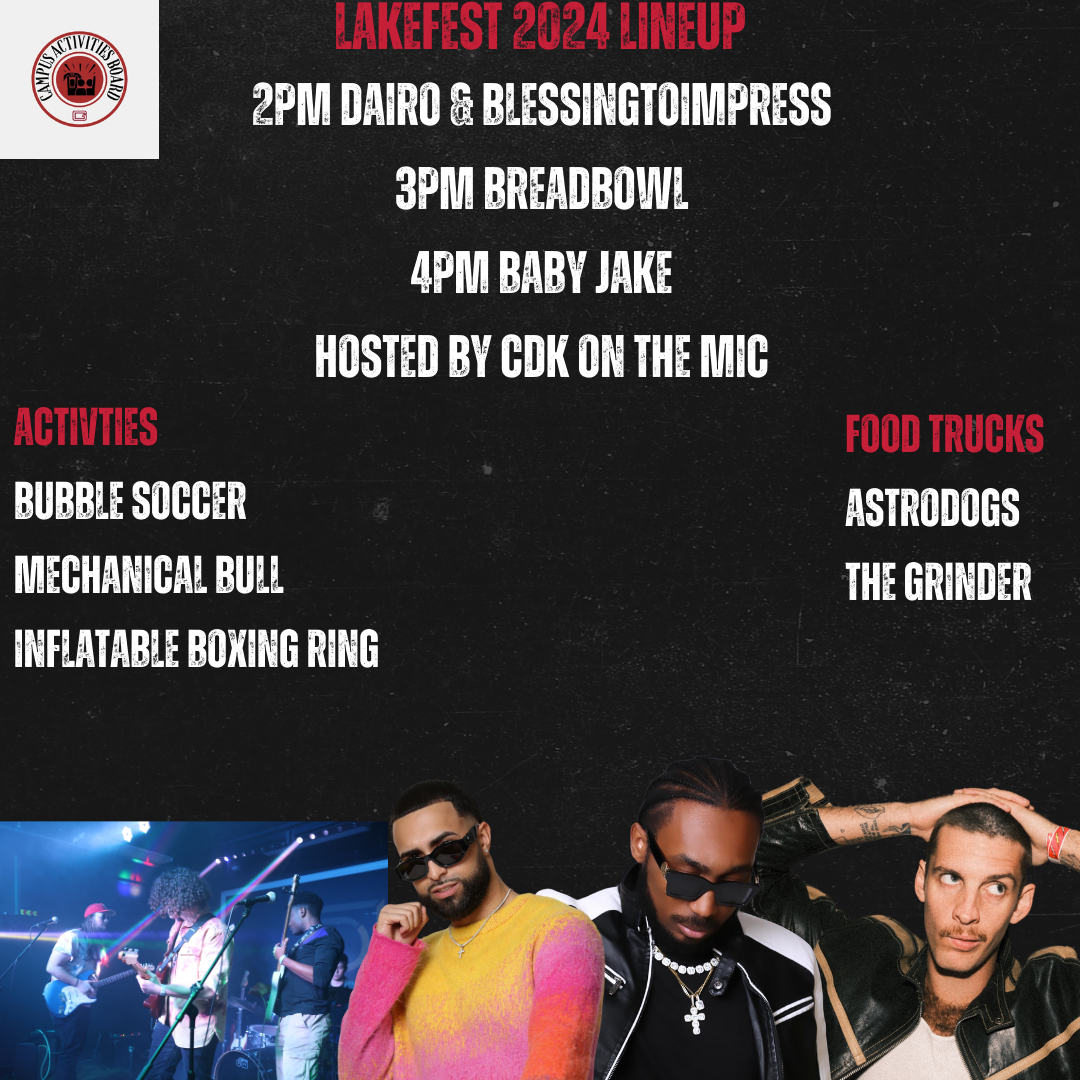 CAMPUS ACTIVITIES BOARD
LAKEFEST 2024 LINEUP
2PM DAIRO & BLESSINGTOIMPRESS
3PM BREADBOWL
4PM BABY JAKE
HOSTED BY CDK ON THE MIC
ACTIVTIES
BUBBLE SOCCER
MECHANICAL BULL
INFLATABLE BOXING RING
FOOD TRUCKS
ASTRODOGS
THE GRINDER